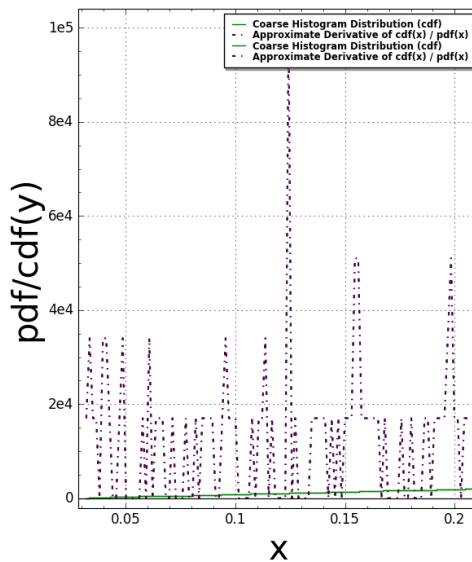 1e5
Coarse Histogram Distribution (cdf)
Approximate Derivative of cdf(x) / pdf(x)
Coarse Histogram Distribution (cdf)
Approximate Derivative of cdf(x) / pdf(x)
8e4
6e4
4e4
2e4
0
pdf/cdf(y)
0.05
0.1
0.15
0.2
x